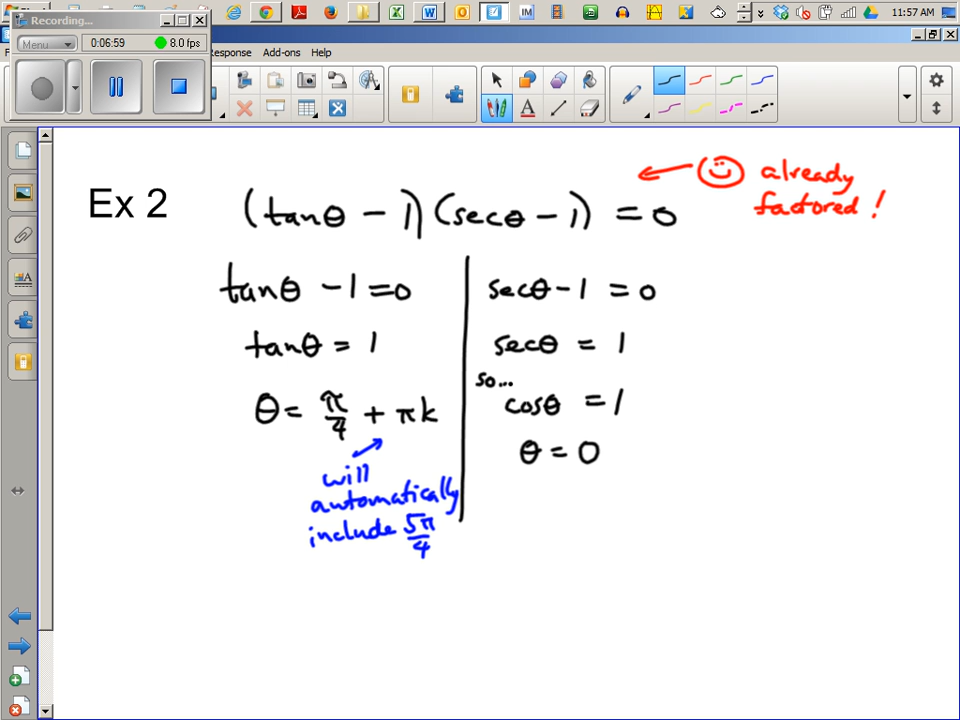 Recording...
Menu
0:06:59
8.0 fps
11:57 AM
Response Add-ons Help
Ex 2 (tanθ - 1)(secθ - 1) = 0
already
factored!
tanθ - 1 = 0
tanθ = 1
θ = π/4 + πk
will
automatically
include 5π/4
secθ - 1 = 0
secθ = 1
so...
cosθ = 1
θ = 0